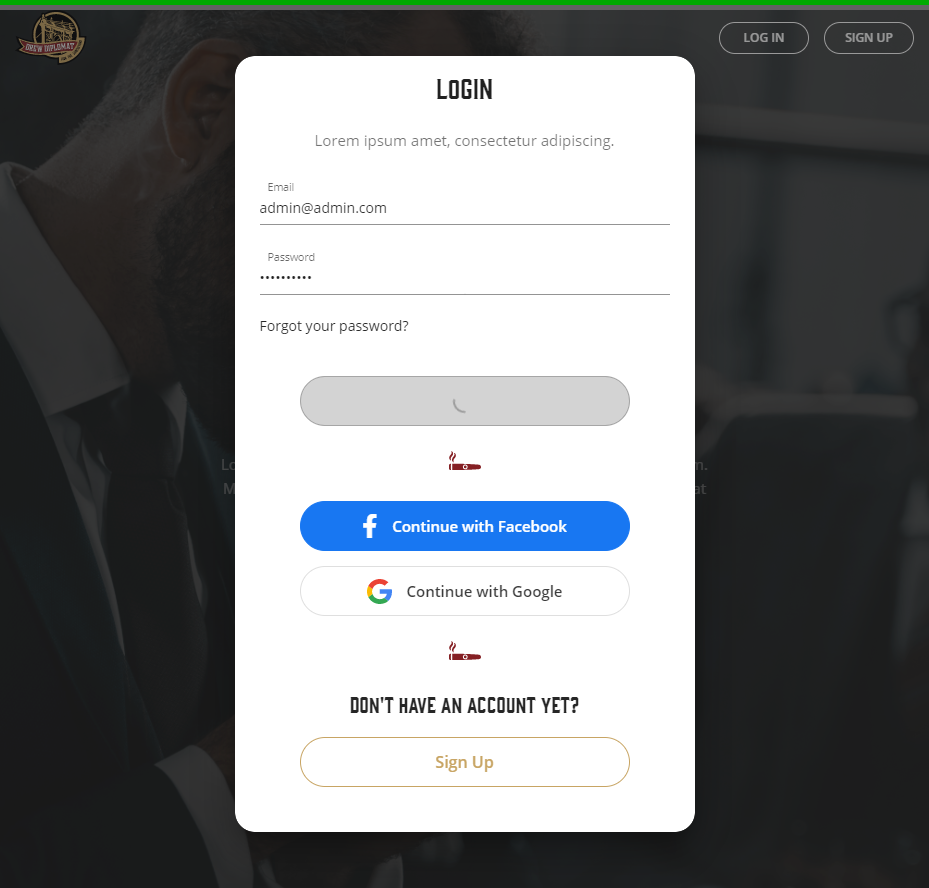 DREW DIPLOMAT
LOG IN
SIGN UP
LOGIN
Lorem ipsum amet, consectetur adipiscing.
Email
admin@admin.com
Password
••••••••••
Forgot your password?
Continue with Facebook
Continue with Google
DON'T HAVE AN ACCOUNT YET?
Sign Up